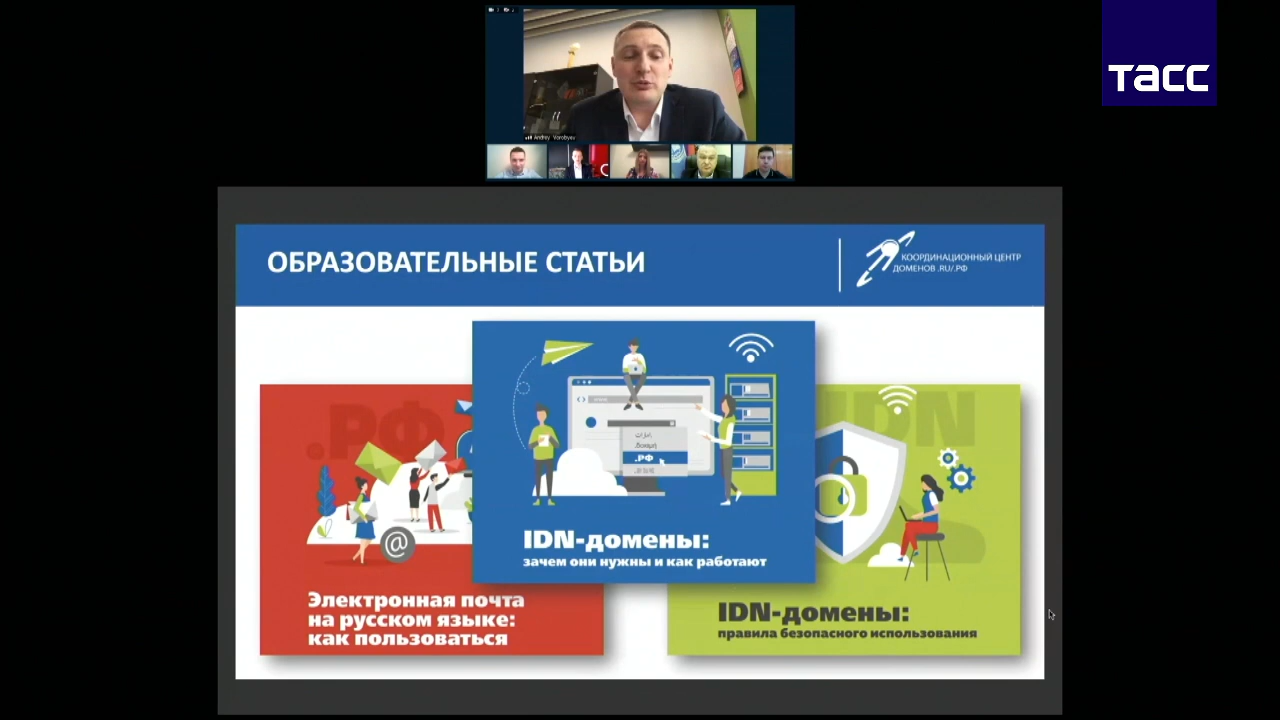 Andrey Vorobyev
ТАСС
ОБРАЗОВАТЕЛЬНЫЕ СТАТЬИ
КООРДИНАЦИОННЫЙ ЦЕНТР
ДОМЕНОВ .RU/.РФ
.РФ
@
Электронная почта
на русском языке:
как пользоваться
.РФ
IDN-домены:
зачем они нужны и как работают
IDN
IDN-домены:
правила безопасного использования